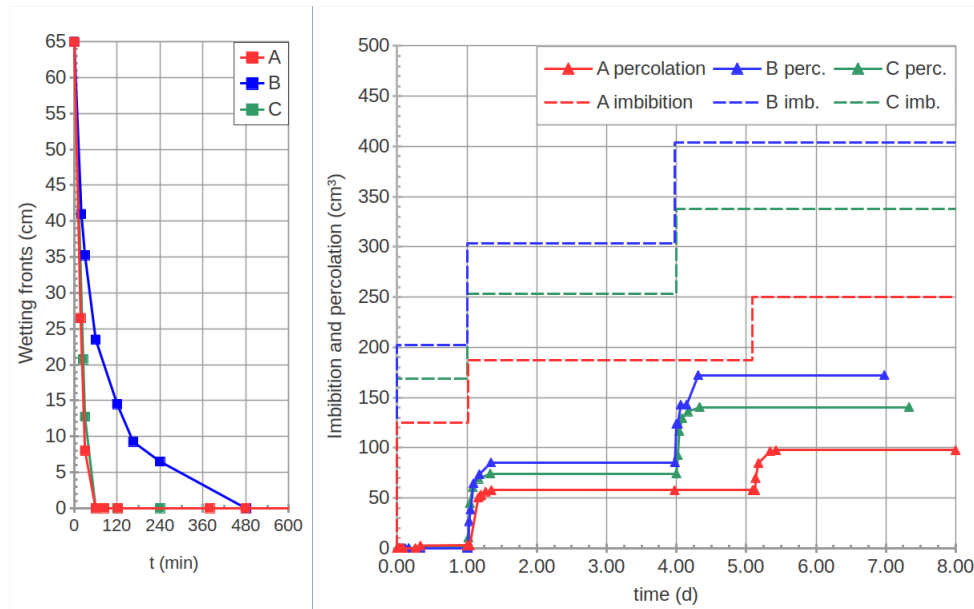 Wetting fronts (cm)
65
60
55
50
45
40
35
30
25
20
15
10
5
0
0 120 240 360 480 600
t (min)
A
B
C
Imbibition and percolation (cm³)
500
450
400
350
300
250
200
150
100
50
0
0.00 1.00 2.00 3.00 4.00 5.00 6.00 7.00 8.00
time (d)
A percolation B perc. C perc.
A imbibition B imb. C imb.